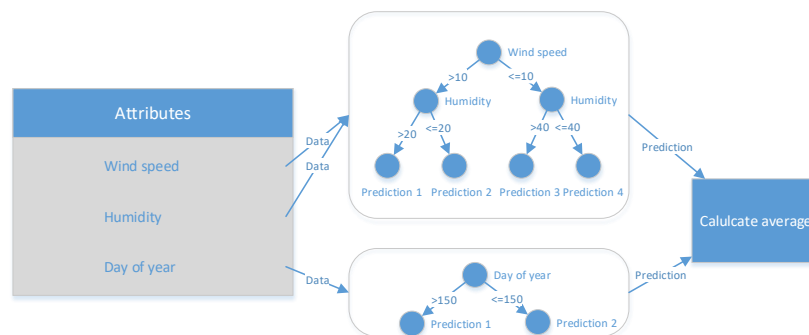 Attributes
Wind speed
Humidity
Day of year
Data
Data
Data
Wind speed
>10
<=10
Humidity
Humidity
>20
<=20
>40
<=40
Prediction 1
Prediction 2
Prediction 3
Prediction 4
Day of year
>150
<=150
Prediction 1
Prediction 2
Prediction
Prediction
Calulcate average